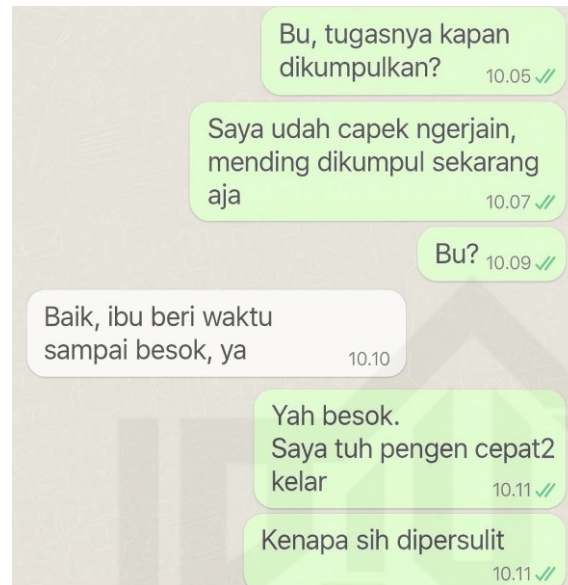 Bu, tugasnya kapan
dikumpulkan? 10.05
Saya udah capek ngerjain,
mending dikumpul sekarang
aja 10.07
Bu? 10.09
Baik, ibu beri waktu
sampai besok, ya 10.10
Yah besok.
Saya tuh pengen cepat2
kelar 10.11
Kenapa sih dipersulit
10.11